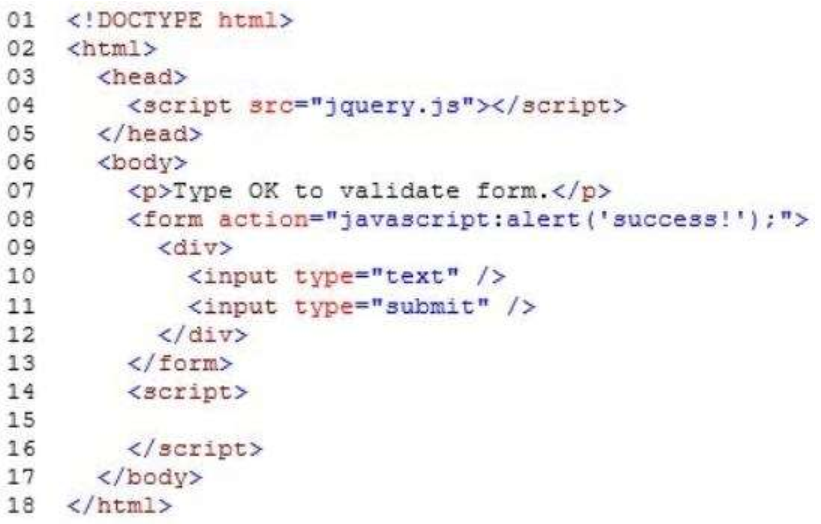 01 <!DOCTYPE html>
02 <html>
03 <head>
04 <script src="jquery.js"></script>
05 </head>
06 <body>
07 <p>Type OK to validate form.</p>
08 <form action="javascript:alert('success!');">
09 <div>
10 <input type="text" />
11 <input type="submit" />
12 </div>
13 </form>
14 <script>
15
16 </script>
17 </body>
18 </html>